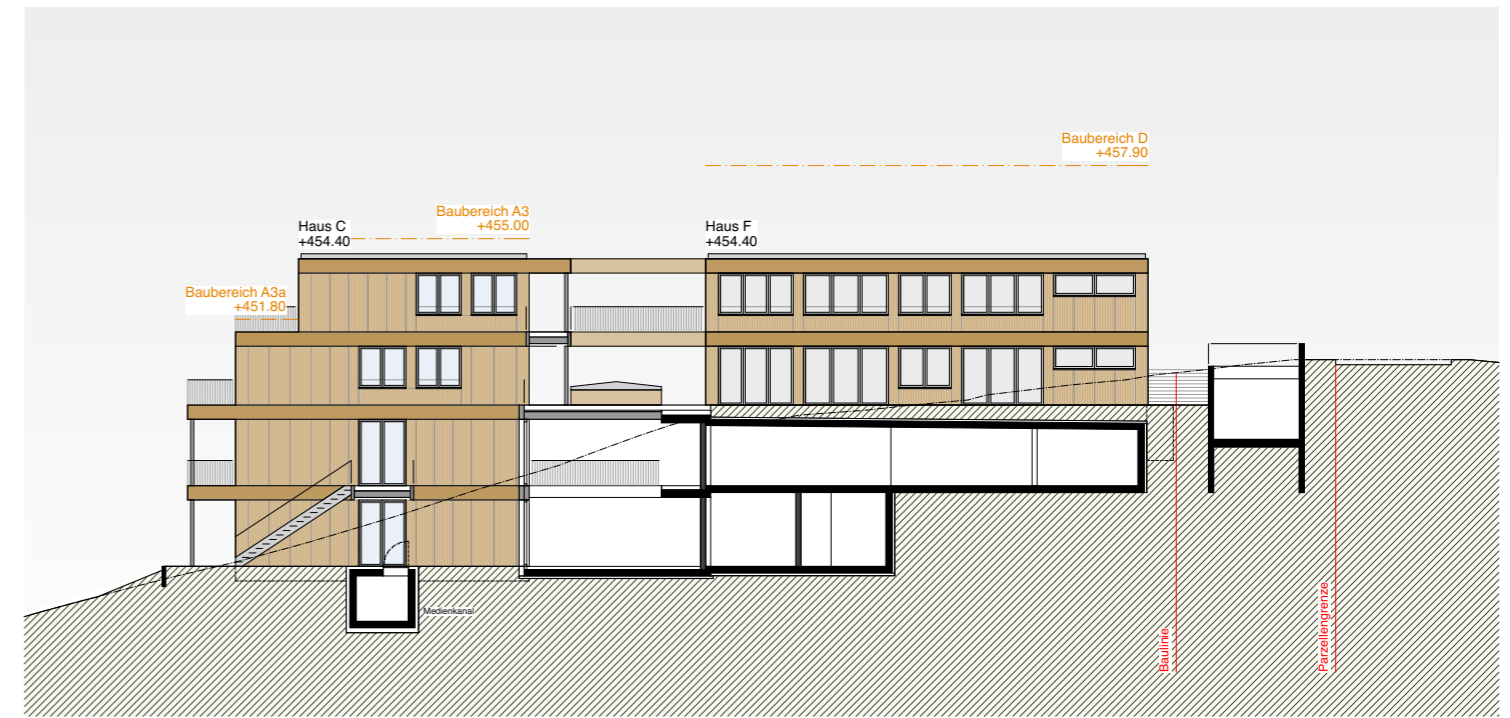 Baubereich D
+457.90
Baubereich A3
+455.00
Haus C
+454.40
Haus F
+454.40
Baubereich A3a
+451.80
Medienkanal
Baulinie
Parzellengrenze